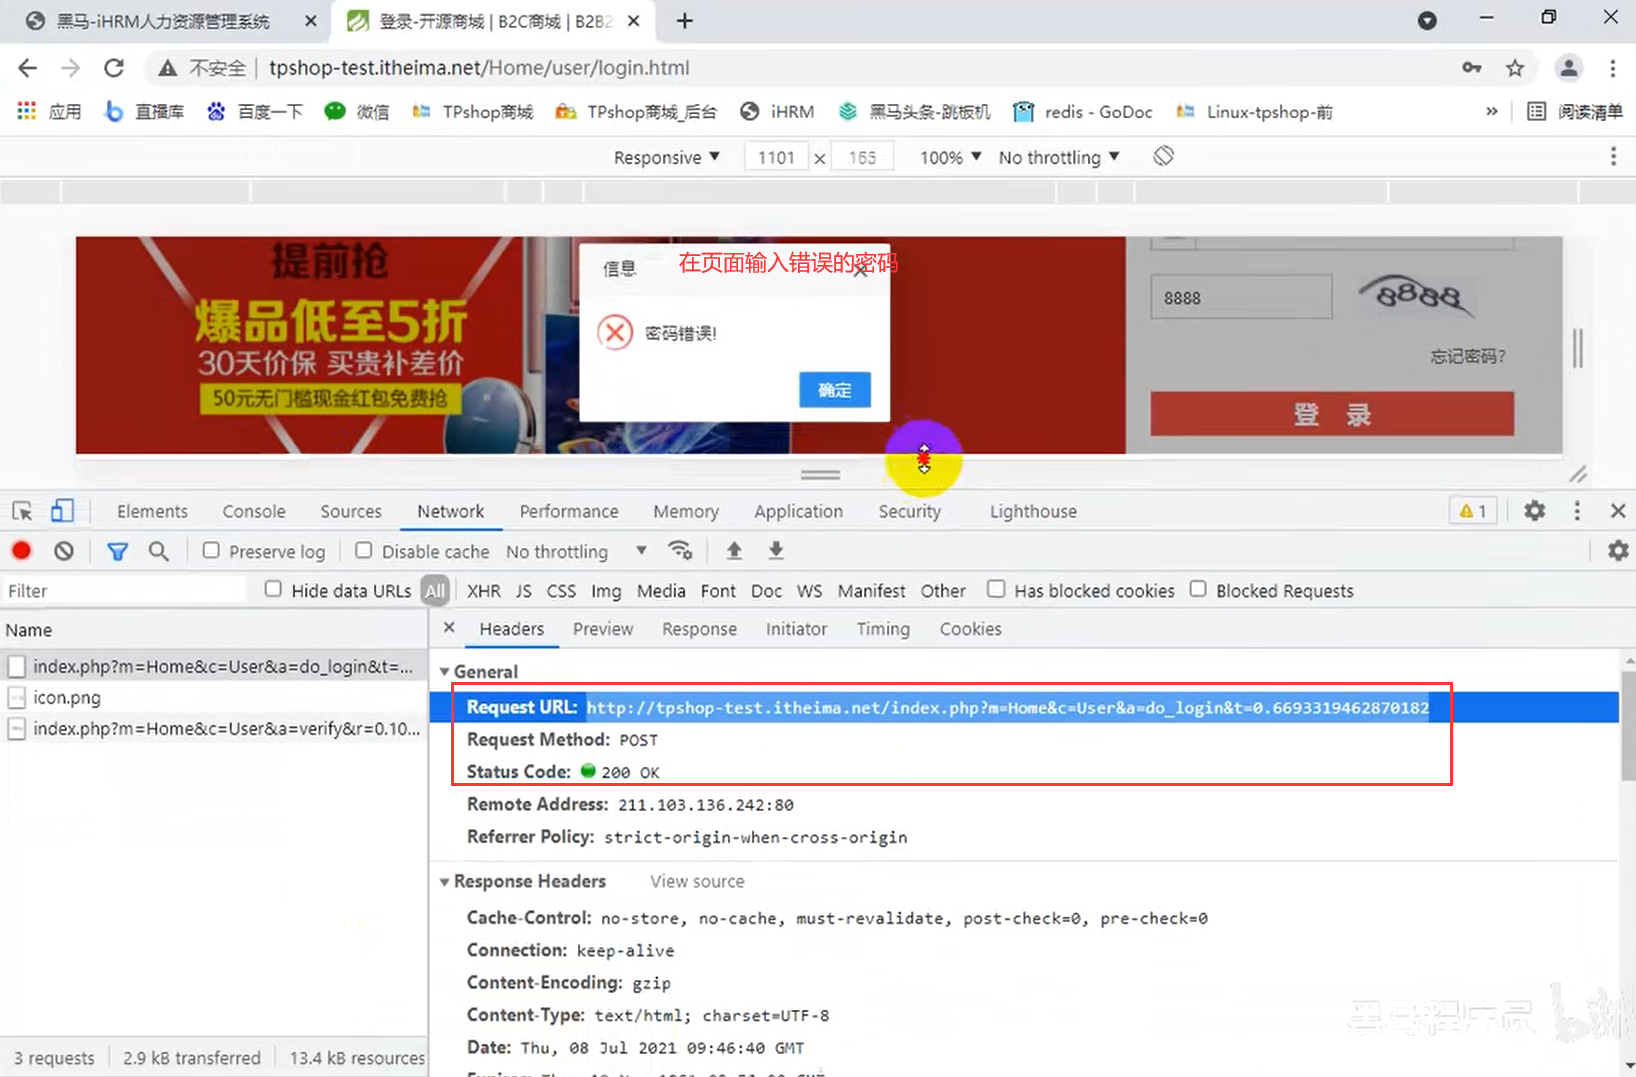 黑马-iHRM人力资源管理系统
登录-开源商城 | B2C商城 | B2B2
不安全 | tpshop-test.itheima.net/Home/user/login.html
应用 直播库 百度一下 微信 TPshop商城 TPshop商城_后台 iHRM 黑马头条-跳板机 redis - GoDoc Linux-tpshop-前 » 阅读清单
Responsive ▼ 1101 × 165 100% ▼ No throttling ▼
提前抢
爆品低至5折
30天价保 买贵补差价
50元无门槛现金红包免费抢
信息
在页面输入错误的密码
密码错误!
确定
8888
8888
忘记密码?
登 录
Elements Console Sources Network Performance Memory Application Security Lighthouse 1
Preserve log Disable cache No throttling ▼
Filter Hide data URLs All XHR JS CSS Img Media Font Doc WS Manifest Other Has blocked cookies Blocked Requests
Name
index.php?m=Home&c=User&a=do_login&t=...
icon.png
index.php?m=Home&c=User&a=verify&r=0.10...
3 requests 2.9 kB transferred 13.4 kB resources
Headers Preview Response Initiator Timing Cookies
General
Request URL: http://tpshop-test.itheima.net/index.php?m=Home&c=User&a=do_login&t=0.6693319462870182
Request Method: POST
Status Code: 200 OK
Remote Address: 211.103.136.242:80
Referrer Policy: strict-origin-when-cross-origin
Response Headers View source
Cache-Control: no-store, no-cache, must-revalidate, post-check=0, pre-check=0
Connection: keep-alive
Content-Encoding: gzip
Content-Type: text/html; charset=UTF-8
Date: Thu, 08 Jul 2021 09:46:40 GMT
黑马程序员